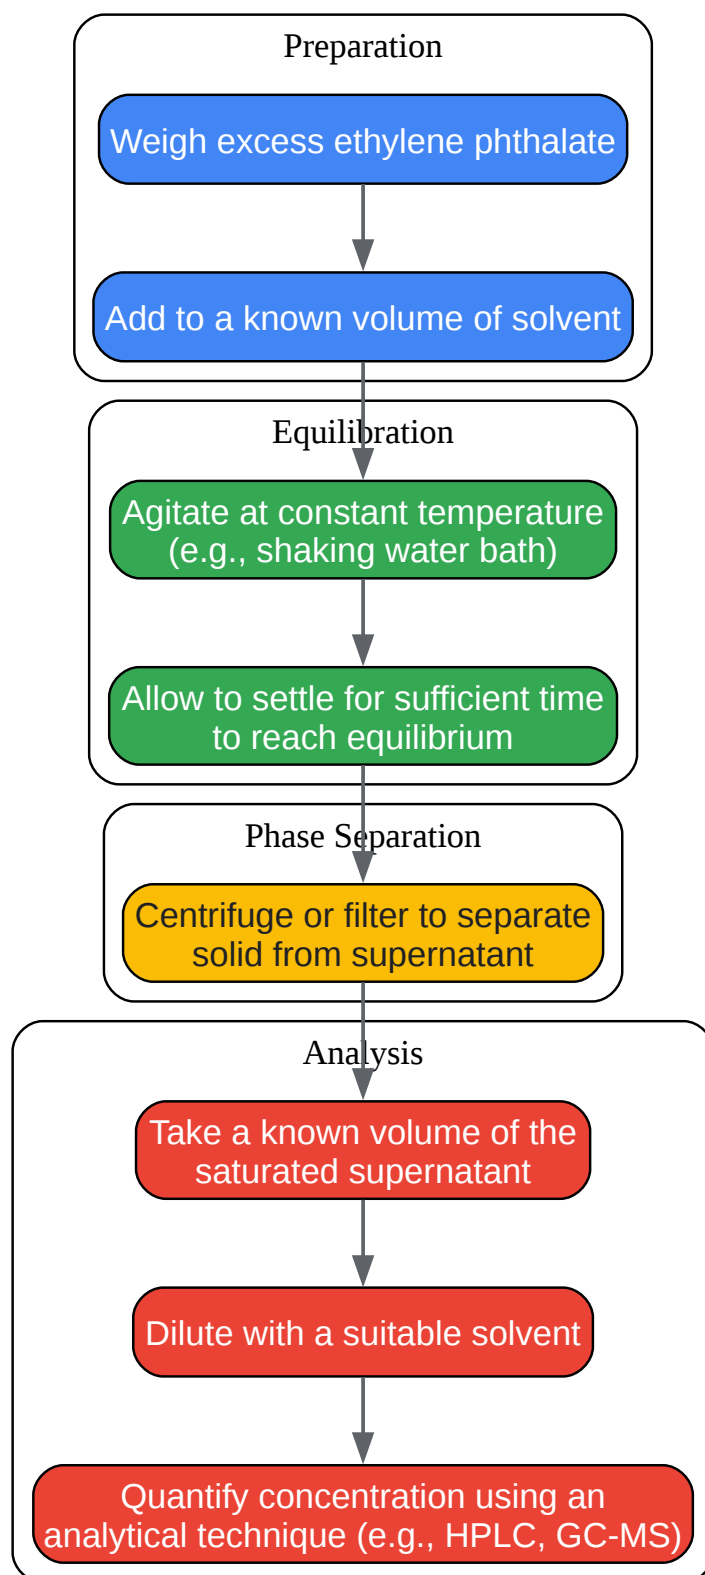 Preparation
Weigh excess ethylene phthalate
Add to a known volume of solvent
Equilibration
Agitate at constant temperature
(e.g., shaking water bath)
Allow to settle for sufficient time
to reach equilibrium
Phase Separation
Centrifuge or filter to separate
solid from supernatant
Analysis
Take a known volume of the
saturated supernatant
Dilute with a suitable solvent
Quantify concentration using an
analytical technique (e.g., HPLC, GC-MS)